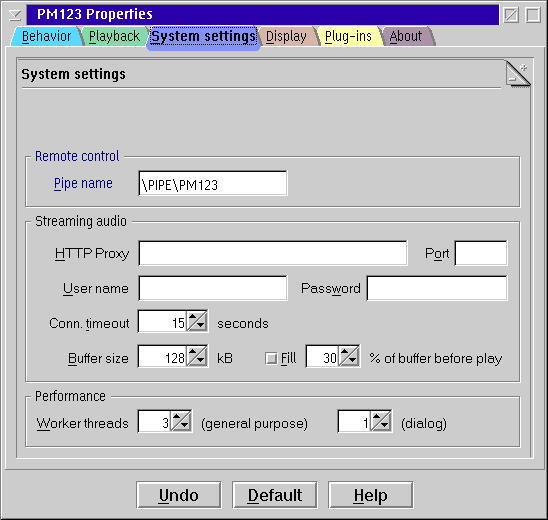 PM123 Properties
Behavior Playback System settings Display Plug-ins About
System settings
Remote control
Pipe name \PIPE\PM123
Streaming audio
HTTP Proxy Port
User name Password
Conn. timeout 15 seconds
Buffer size 128 kB Fill 30 % of buffer before play
Performance
Worker threads 3 (general purpose) 1 (dialog)
Undo Default Help